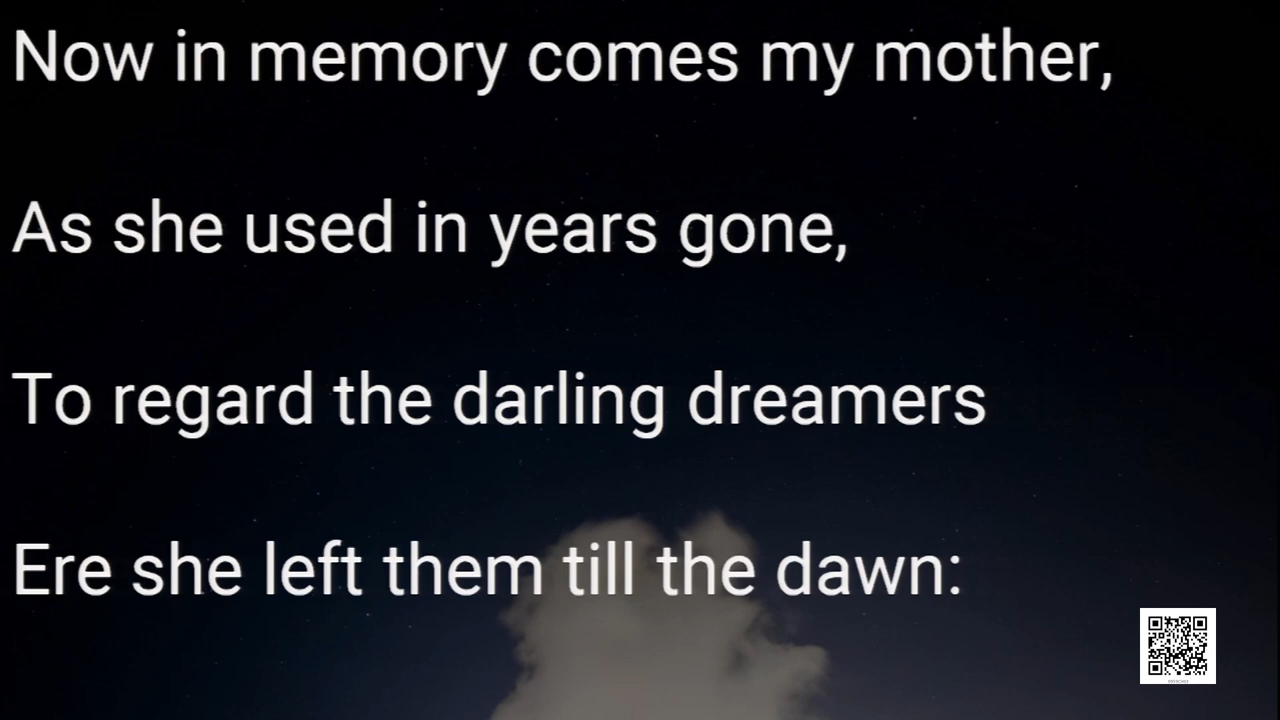 Now in memory comes my mother,
As she used in years gone,
To regard the darling dreamers
Ere she left them till the dawn: